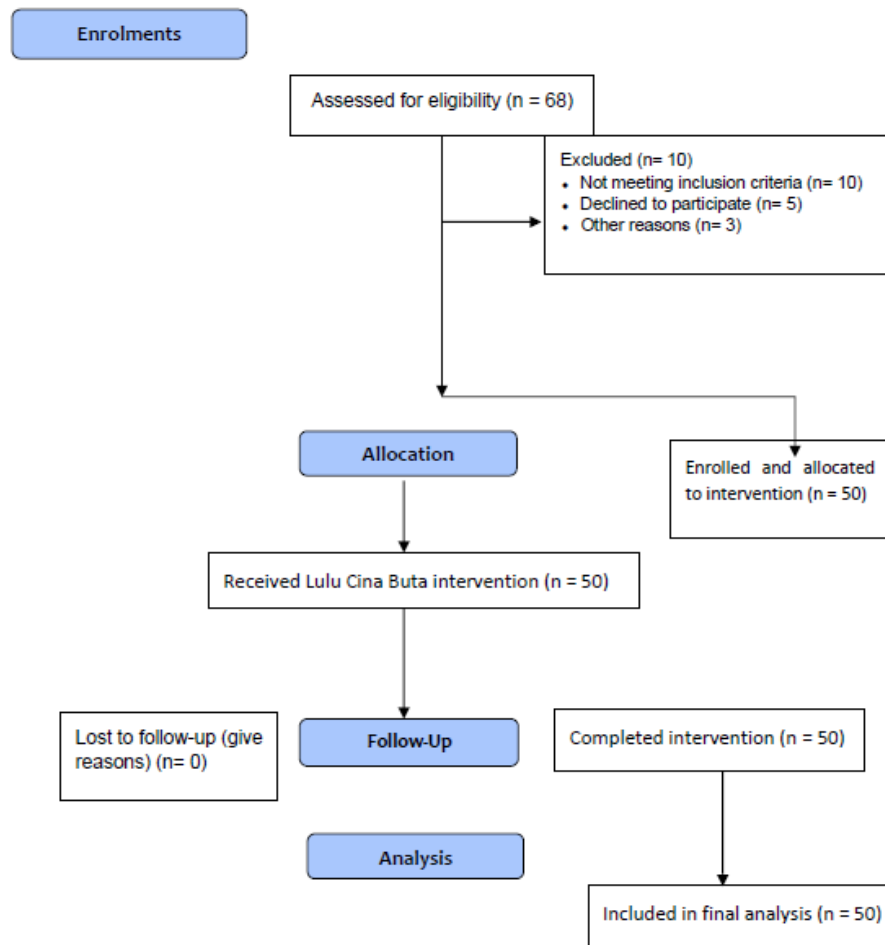 Enrolments
Assessed for eligibility (n = 68)
Excluded (n= 10)
• Not meeting inclusion criteria (n= 10)
• Declined to participate (n= 5)
• Other reasons (n= 3)
Allocation
Enrolled and allocated
to intervention (n = 50)
Received Lulu Cina Buta intervention (n = 50)
Lost to follow-up (give
reasons) (n= 0)
Follow-Up
Completed intervention (n = 50)
Analysis
Included in final analysis (n = 50)